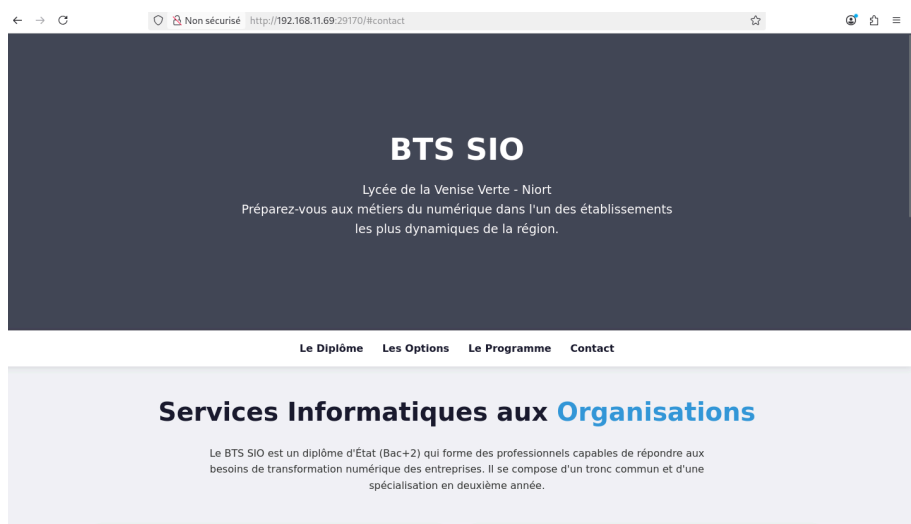 Non sécurisé http://192.168.11.69:29170/#contact
BTS SIO
Lycée de la Venise Verte - Niort
Préparez-vous aux métiers du numérique dans l'un des établissements
les plus dynamiques de la région.
Le Diplôme Les Options Le Programme Contact
Services Informatiques aux Organisations
Le BTS SIO est un diplôme d'État (Bac+2) qui forme des professionnels capables de répondre aux
besoins de transformation numérique des entreprises. Il se compose d'un tronc commun et d'une
spécialisation en deuxième année.